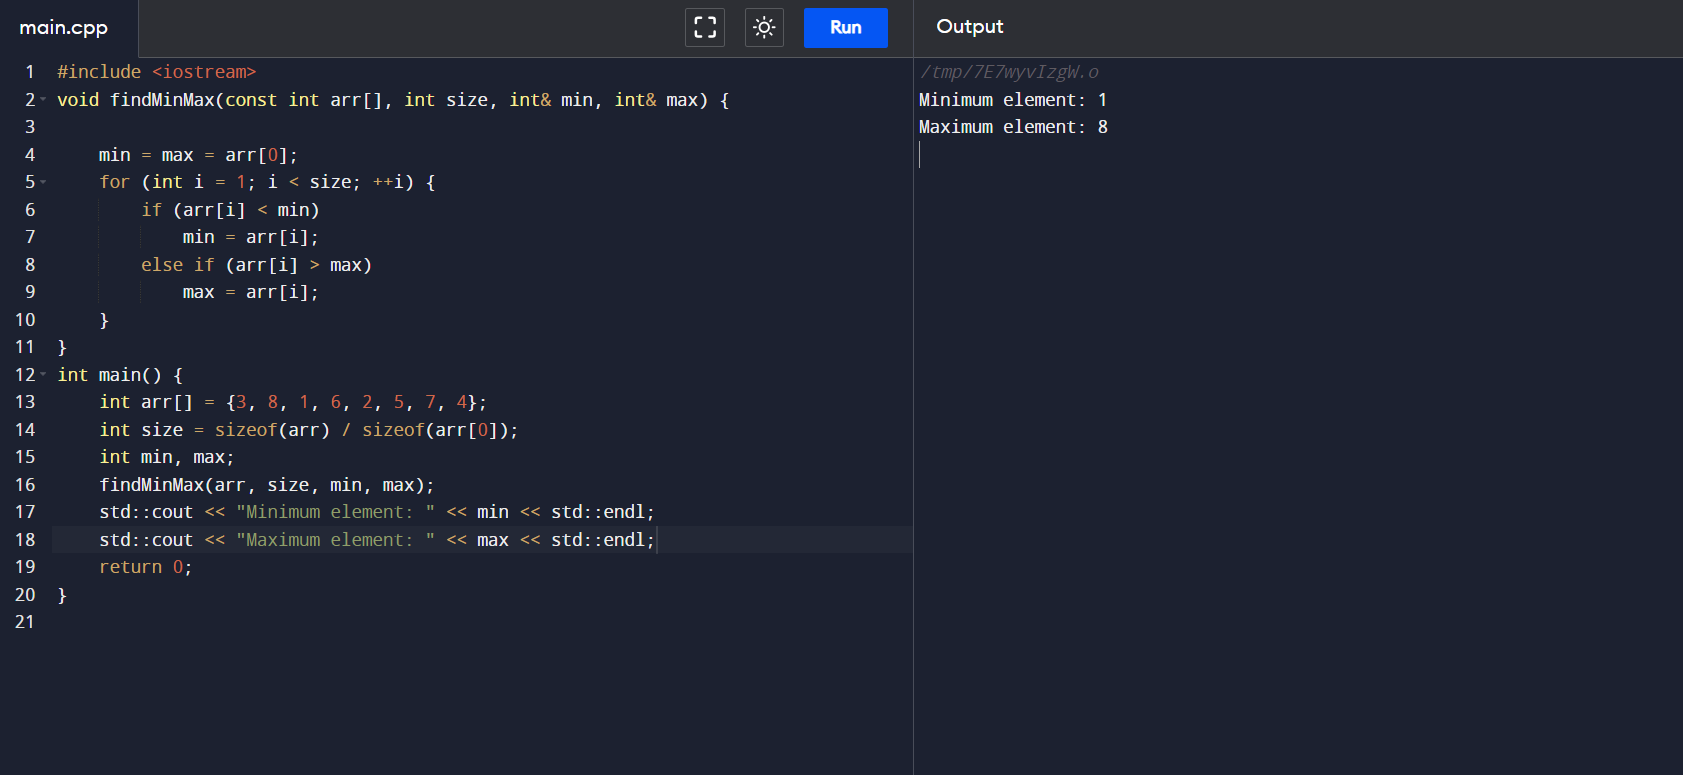 main.cpp
Run
Output
1 #include <iostream>
2 void findMinMax(const int arr[], int size, int& min, int& max) {
3
4     min = max = arr[0];
5     for (int i = 1; i < size; ++i) {
6         if (arr[i] < min)
7             min = arr[i];
8         else if (arr[i] > max)
9             max = arr[i];
10     }
11 }
12 int main() {
13     int arr[] = {3, 8, 1, 6, 2, 5, 7, 4};
14     int size = sizeof(arr) / sizeof(arr[0]);
15     int min, max;
16     findMinMax(arr, size, min, max);
17     std::cout << "Minimum element: " << min << std::endl;
18     std::cout << "Maximum element: " << max << std::endl;
19     return 0;
20 }
21
/tmp/7E7wyvIzgW.o
Minimum element: 1
Maximum element: 8